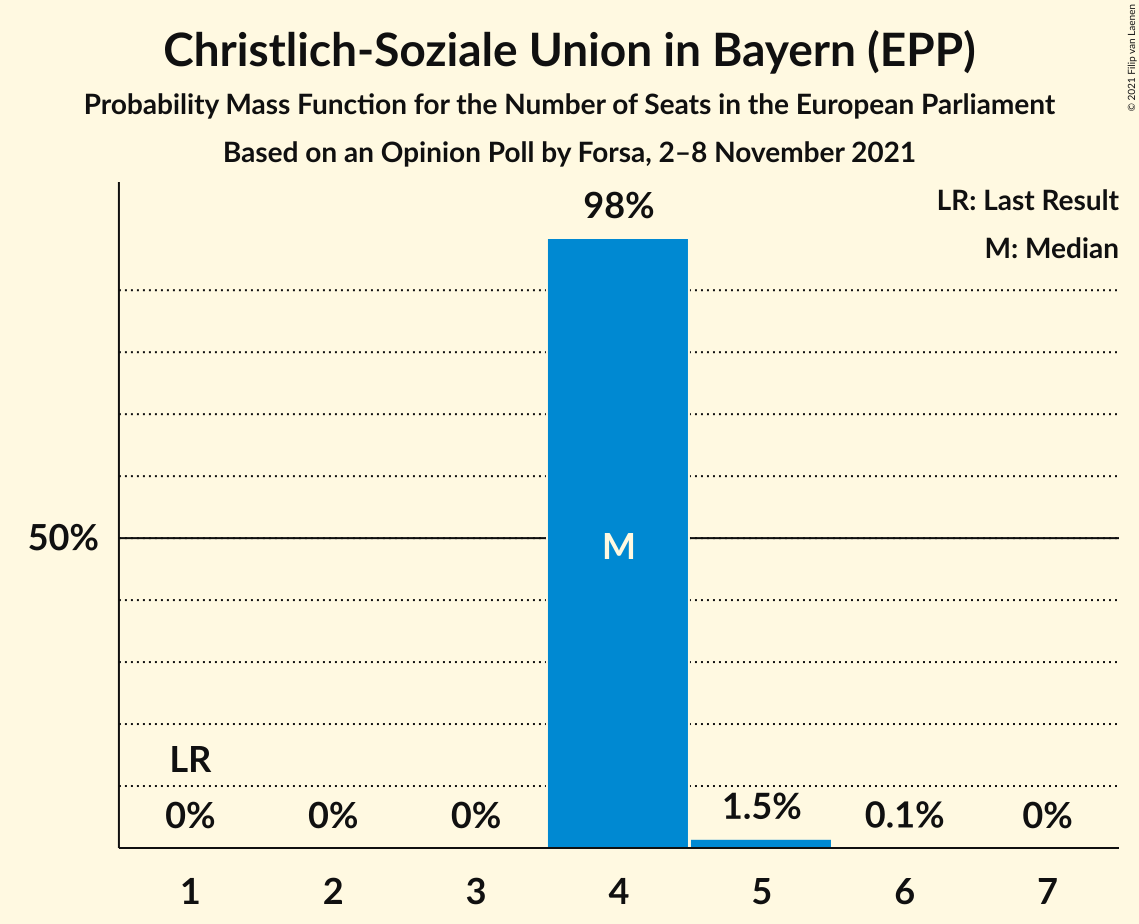 Christlich-Soziale Union in Bayern (EPP)
Probability Mass Function for the Number of Seats in the European Parliament
Based on an Opinion Poll by Forsa, 2–8 November 2021
© 2021 Filip van Laenen
LR: Last Result
M: Median
98%
50%
M
LR
0%
0%
0%
1.5%
0.1%
0%
1
2
3
4
5
6
7